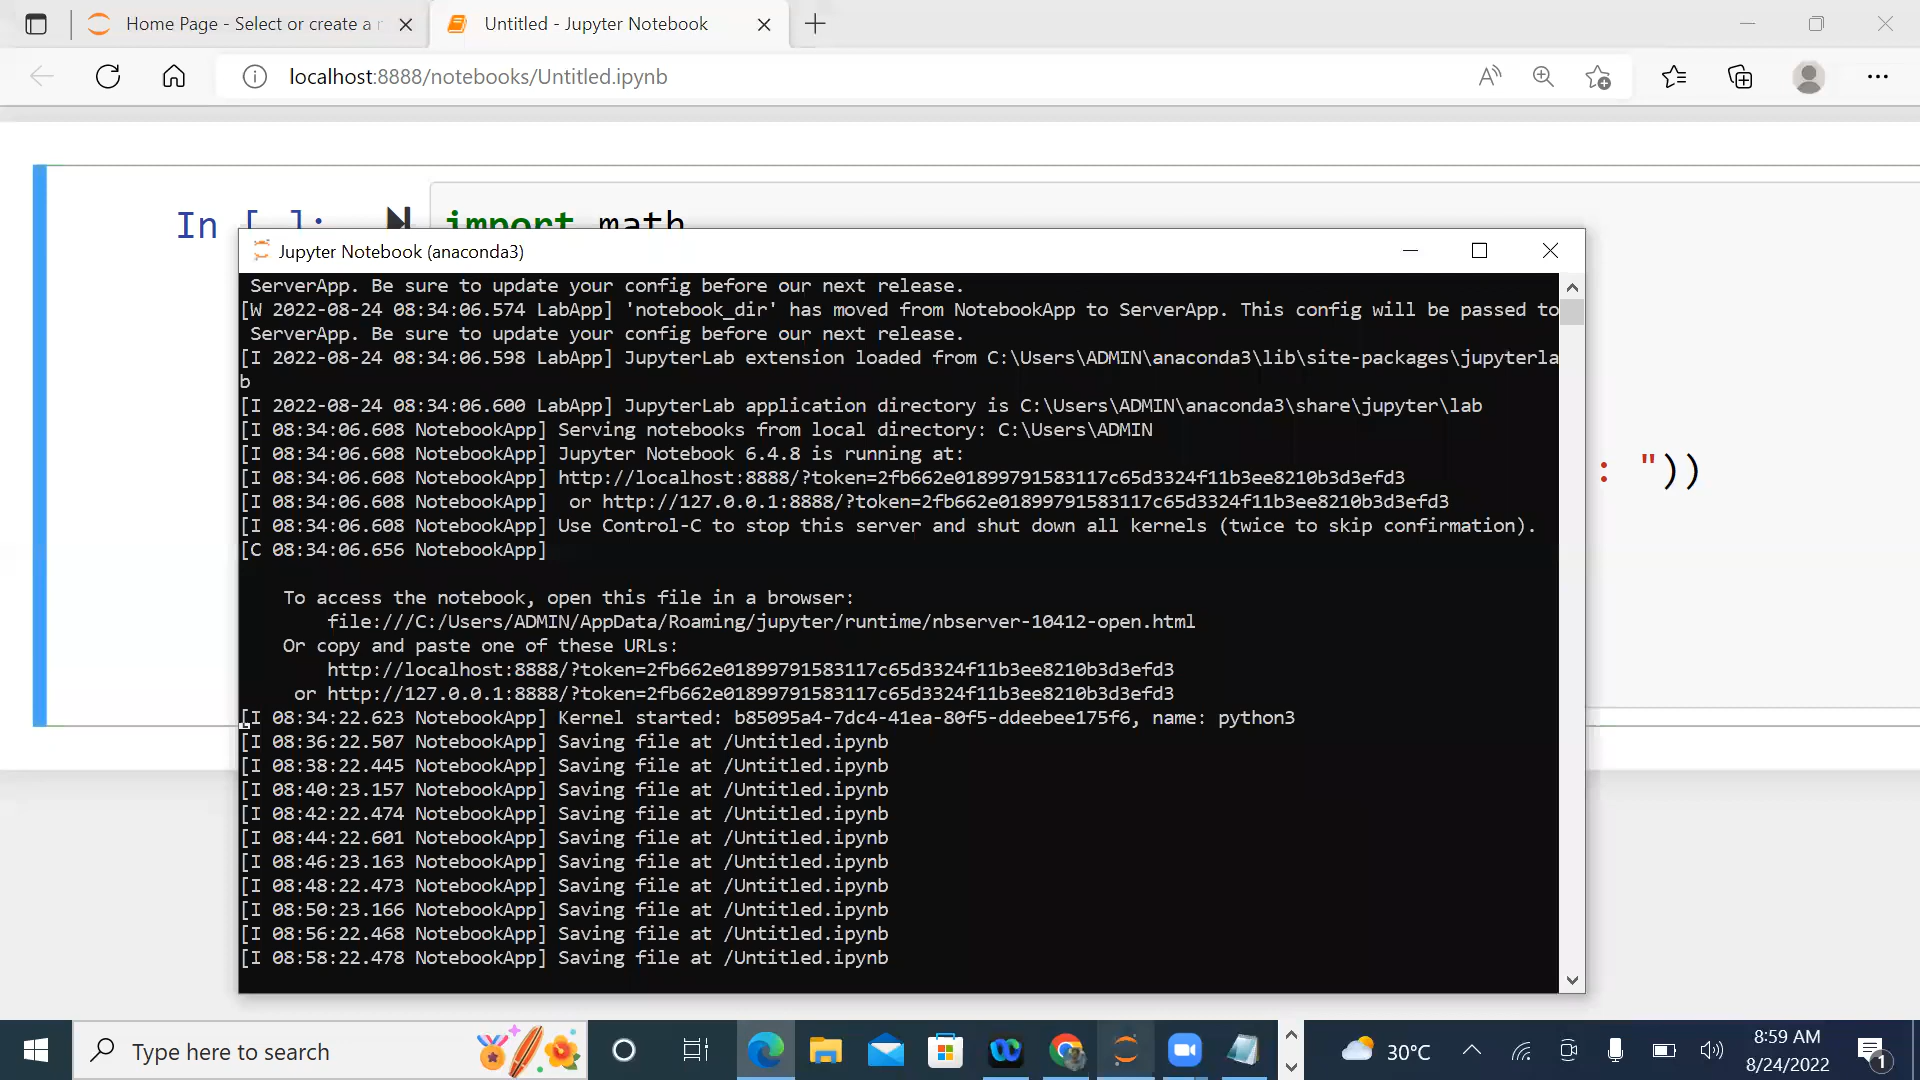 Home Page - Select or create a n
Untitled - Jupyter Notebook
localhost:8888/notebooks/Untitled.ipynb
In [ ]:
import math
: "))
Jupyter Notebook (anaconda3)
ServerApp. Be sure to update your config before our next release.
[W 2022-08-24 08:34:06.574 LabApp] 'notebook_dir' has moved from NotebookApp to ServerApp. This config will be passed to
ServerApp. Be sure to update your config before our next release.
[I 2022-08-24 08:34:06.598 LabApp] JupyterLab extension loaded from C:\Users\ADMIN\anaconda3\lib\site-packages\jupyterla
b
[I 2022-08-24 08:34:06.600 LabApp] JupyterLab application directory is C:\Users\ADMIN\anaconda3\share\jupyter\lab
[I 08:34:06.608 NotebookApp] Serving notebooks from local directory: C:\Users\ADMIN
[I 08:34:06.608 NotebookApp] Jupyter Notebook 6.4.8 is running at:
[I 08:34:06.608 NotebookApp] http://localhost:8888/?token=2fb662e01899791583117c65d3324f11b3ee8210b3d3efd3
[I 08:34:06.608 NotebookApp]  or http://127.0.0.1:8888/?token=2fb662e01899791583117c65d3324f11b3ee8210b3d3efd3
[I 08:34:06.608 NotebookApp] Use Control-C to stop this server and shut down all kernels (twice to skip confirmation).
[C 08:34:06.656 NotebookApp]
To access the notebook, open this file in a browser:
file:///C:/Users/ADMIN/AppData/Roaming/jupyter/runtime/nbserver-10412-open.html
Or copy and paste one of these URLs:
http://localhost:8888/?token=2fb662e01899791583117c65d3324f11b3ee8210b3d3efd3
or http://127.0.0.1:8888/?token=2fb662e01899791583117c65d3324f11b3ee8210b3d3efd3
[I 08:34:22.623 NotebookApp] Kernel started: b85095a4-7dc4-41ea-80f5-ddeebee175f6, name: python3
[I 08:36:22.507 NotebookApp] Saving file at /Untitled.ipynb
[I 08:38:22.445 NotebookApp] Saving file at /Untitled.ipynb
[I 08:40:23.157 NotebookApp] Saving file at /Untitled.ipynb
[I 08:42:22.474 NotebookApp] Saving file at /Untitled.ipynb
[I 08:44:22.601 NotebookApp] Saving file at /Untitled.ipynb
[I 08:46:23.163 NotebookApp] Saving file at /Untitled.ipynb
[I 08:48:22.473 NotebookApp] Saving file at /Untitled.ipynb
[I 08:50:23.166 NotebookApp] Saving file at /Untitled.ipynb
[I 08:56:22.468 NotebookApp] Saving file at /Untitled.ipynb
[I 08:58:22.478 NotebookApp] Saving file at /Untitled.ipynb
Type here to search
30°C
8:59 AM
8/24/2022
1